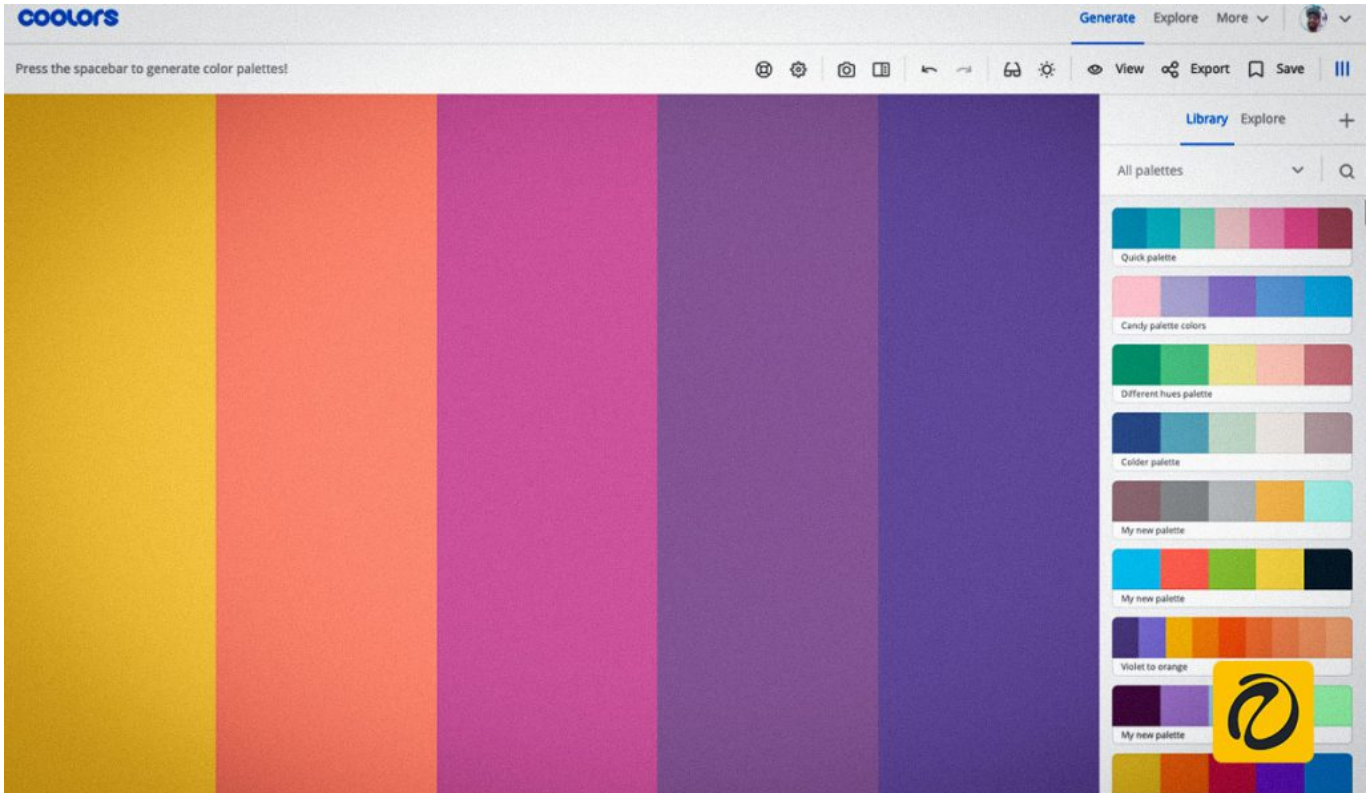 coolors
Generate Explore More
Press the spacebar to generate color palettes!
View Export Save
Library Explore
All palettes
Quick palette
Candy palette colors
Different hues palette
Colder palette
My new palette
My new palette
Violet to orange
My new palette